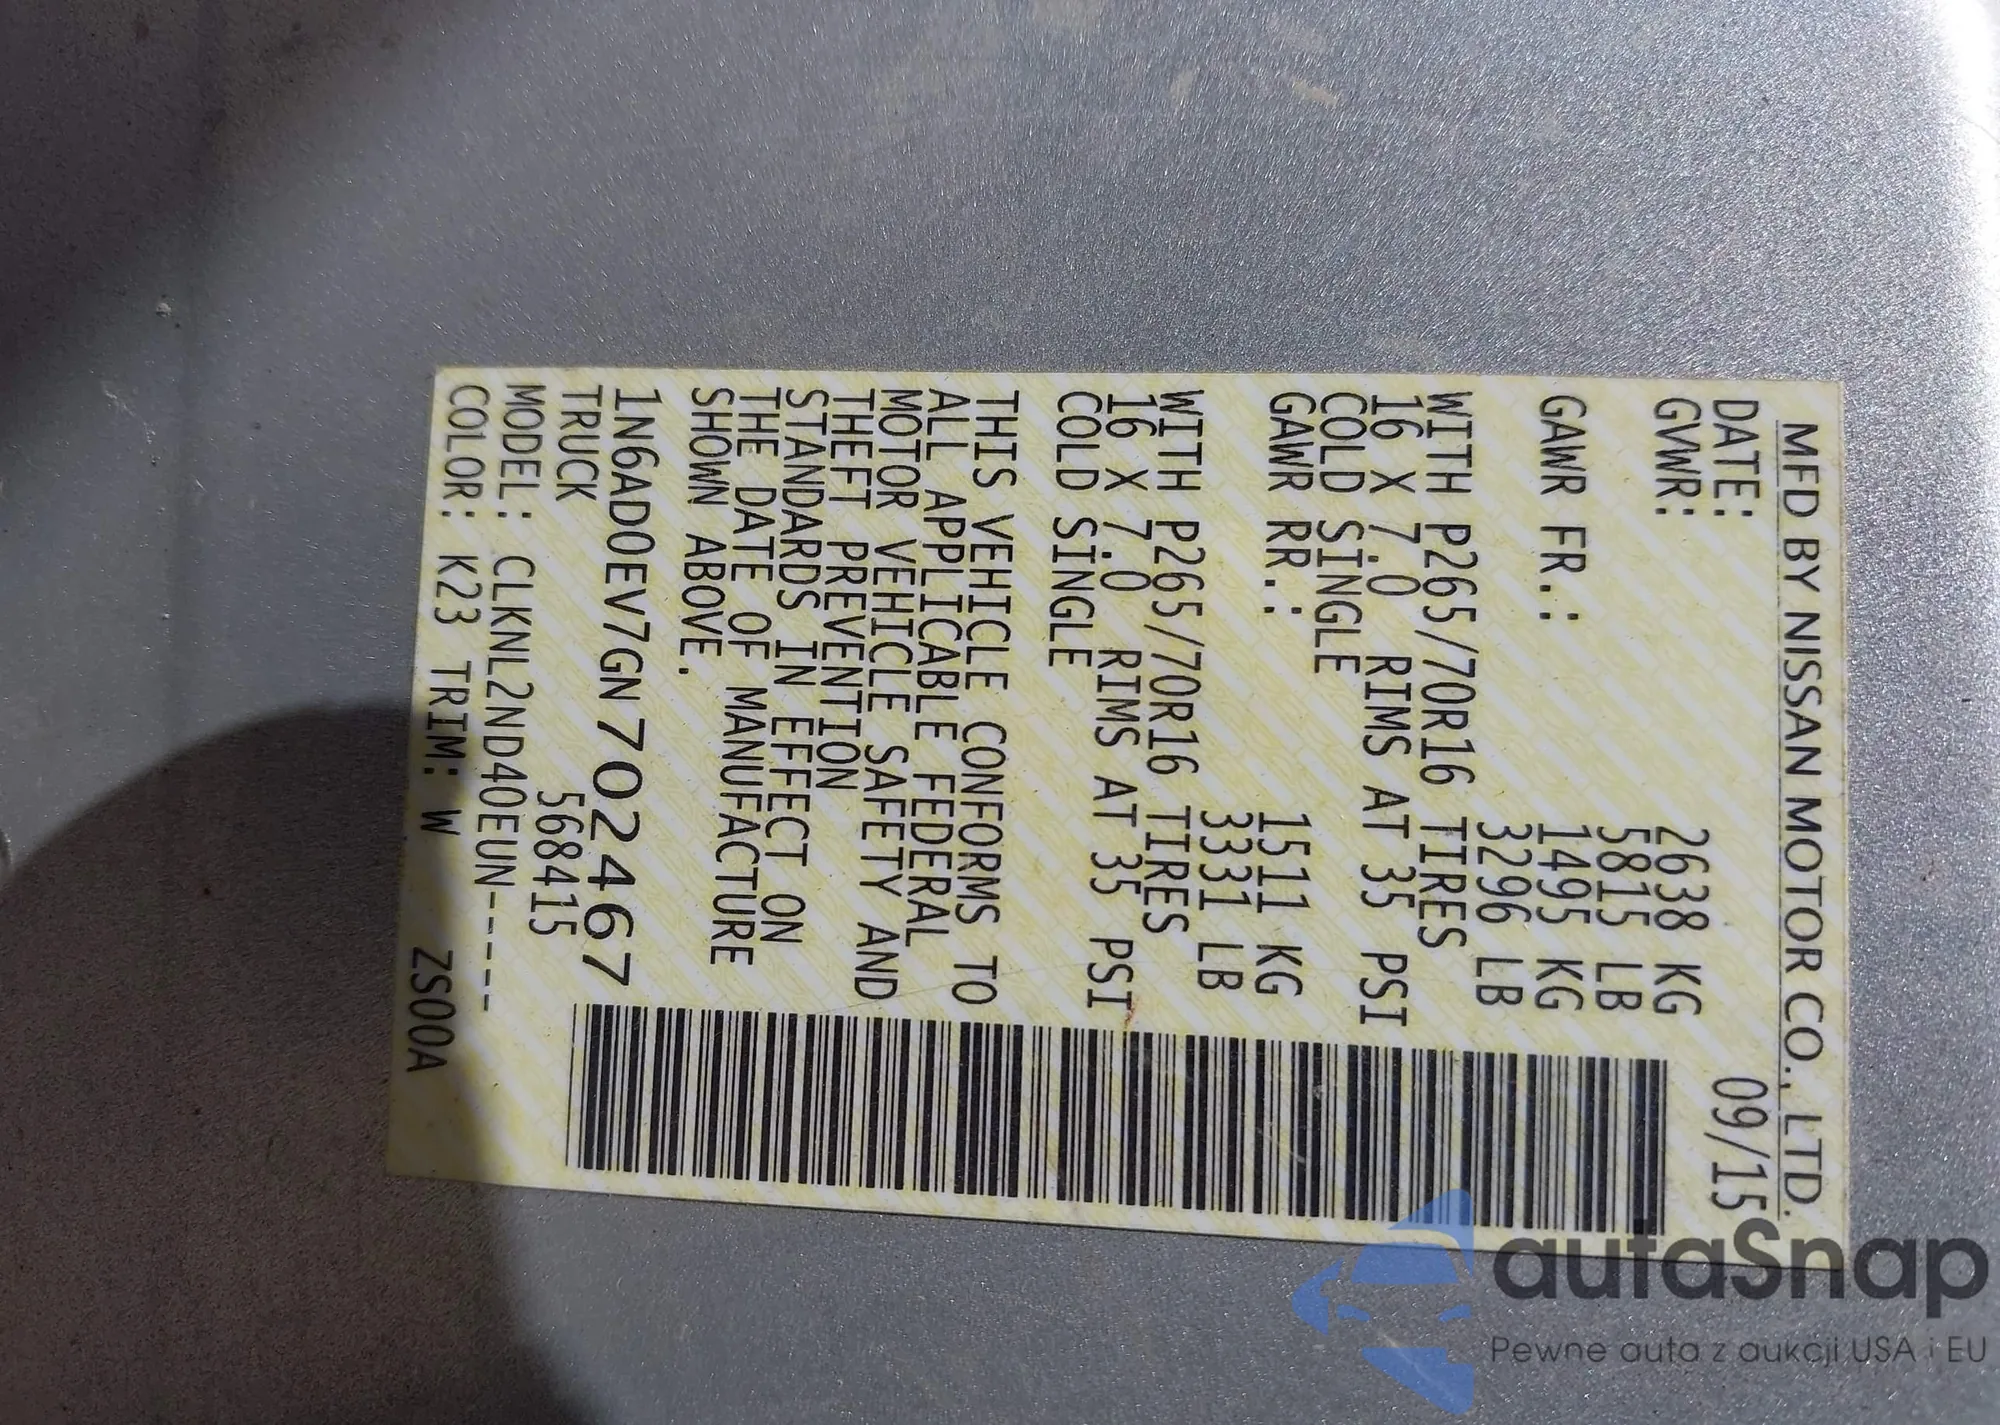 MFD BY NISSAN MOTOR CO., LTD.
DATE: 09/15
GVWR: 2638 KG
5815 LB
GAWR FR.: 1495 KG
3296 LB
WITH P265/70R16 TIRES
16 X 7.0 RIMS AT 35 PSI
COLD SINGLE
GAWR RR.: 1511 KG
3331 LB
WITH P265/70R16 TIRES
16 X 7.0 RIMS AT 35 PSI
COLD SINGLE
THIS VEHICLE CONFORMS TO
ALL APPLICABLE FEDERAL
MOTOR VEHICLE SAFETY AND
THEFT PREVENTION
STANDARDS IN EFFECT ON
THE DATE OF MANUFACTURE
SHOWN ABOVE.
1N6AD0EV7GN702467
TRUCK 568415
MODEL: CLKNL2ND40EUN-----
COLOR: K23 TRIM: W ZS00A
autaSnap
Pewne auta z aukcji USA i EU